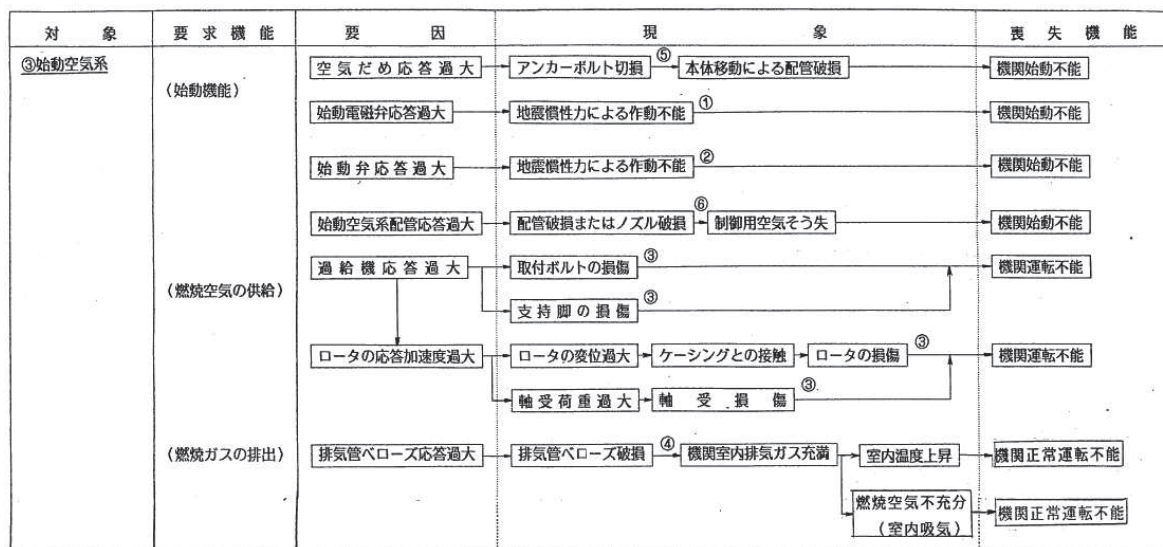 対象 要求機能 要因 現象 喪失機能
③始動空気系
(始動機能)
空気だめ応答過大 アンカーボルト切損 ⑤ 本体移動による配管破損 機関始動不能
始動電磁弁応答過大 地震慣性力による作動不能 ① 機関始動不能
始動弁応答過大 地震慣性力による作動不能 ② 機関始動不能
始動空気系配管応答過大 配管破損またはノズル破損 ⑥ 制御用空気そう失 機関始動不能
(燃焼空気の供給)
過給機応答過大 取付ボルトの損傷 ③ 機関運転不能
支持脚の損傷 ③
ロータの応答加速度過大 ロータの変位過大 ケーシングとの接触 ロータの損傷 ③ 機関運転不能
軸受荷重過大 軸受損傷 ③
(燃焼ガスの排出) 排気管ベローズ応答過大 排気管ベローズ破損 ④ 機関室内排気ガス充満 室内温度上昇 機関正常運転不能
燃焼空気不充分 機関正常運転不能
(室内吸気)